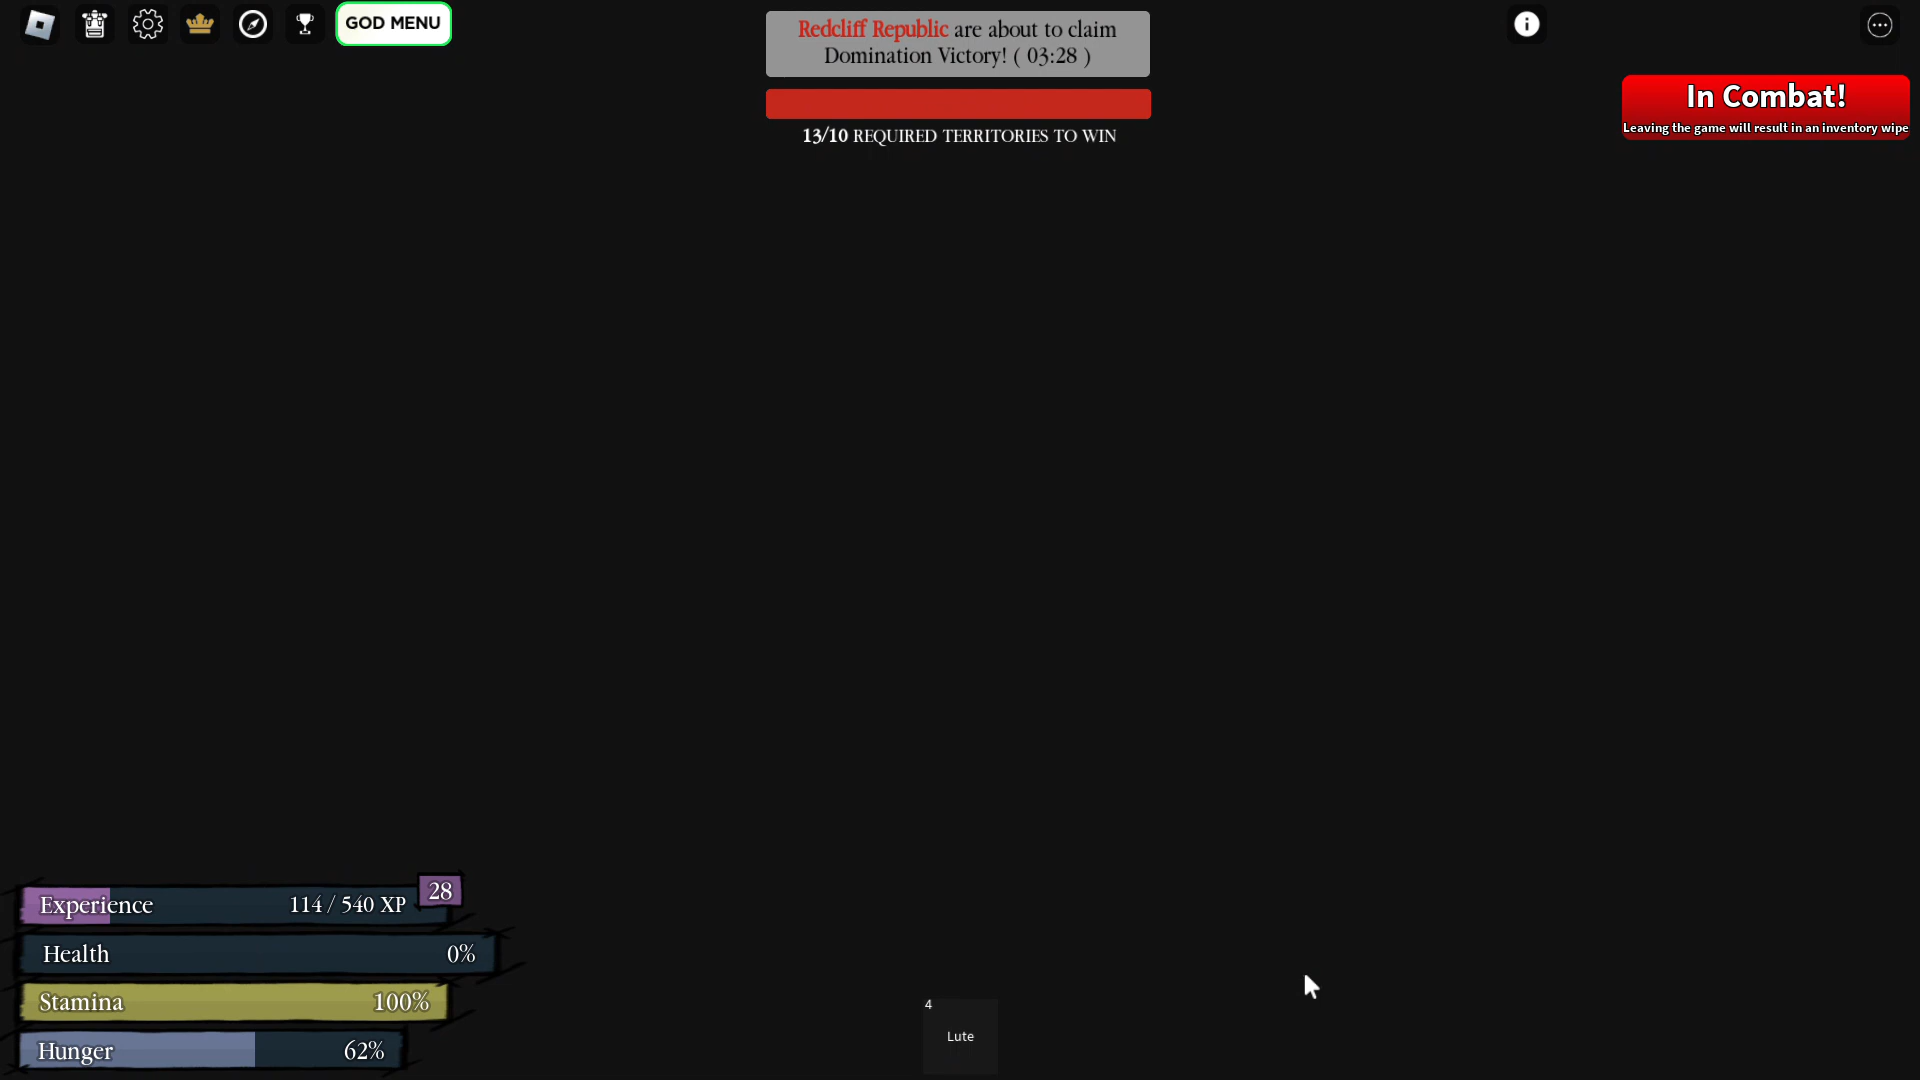 GOD MENU
Redcliff Republic are about to claim
Domination Victory! ( 03:28 )
13/10 REQUIRED TERRITORIES TO WIN
In Combat!
Leaving the game will result in an inventory wipe
28
Experience 114 / 540 XP
Health 0%
Stamina 100%
Hunger 62%
4
Lute